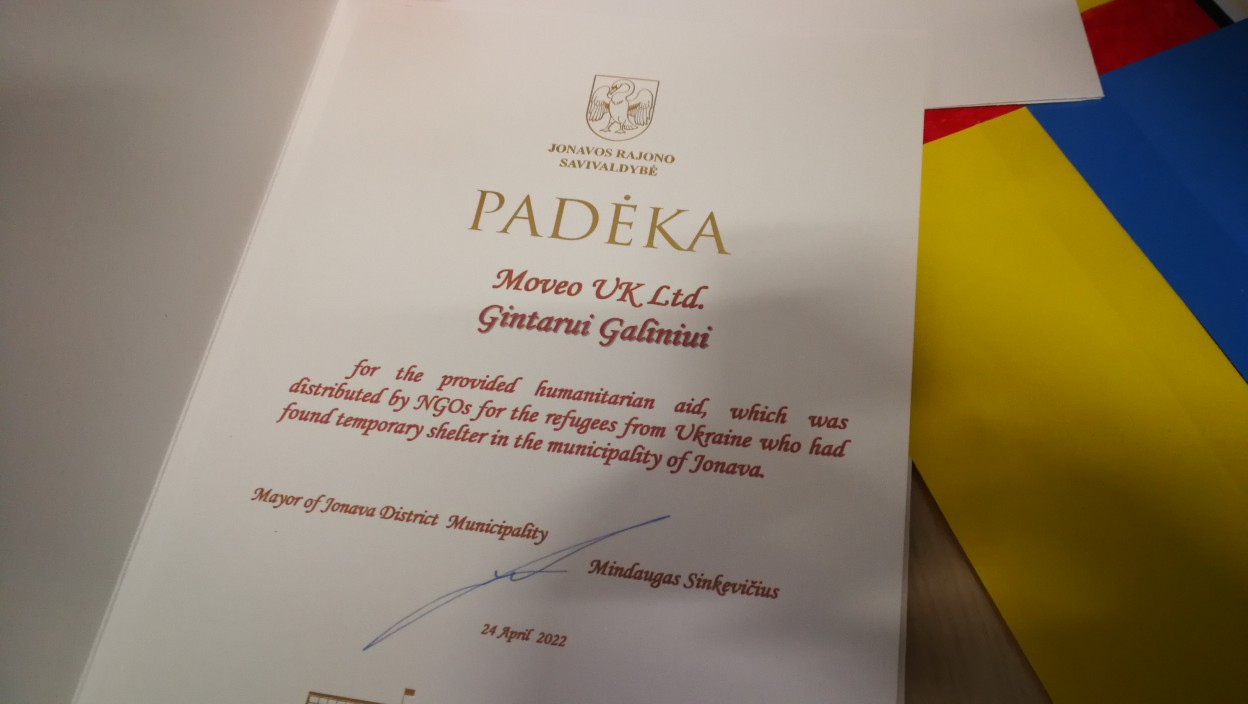 JONAVOS RAJONO
SAVIVALDYBĖ
PADĖKA
Moveo UK Ltd.
Gintarui Galiniui
for the provided humanitarian aid, which was
distributed by NGOs for the refugees from Ukraine who had
found temporary shelter in the municipality of Jonava.
Mayor of Jonava District Municipality
Mindaugas Sinkevičius
24 April 2022